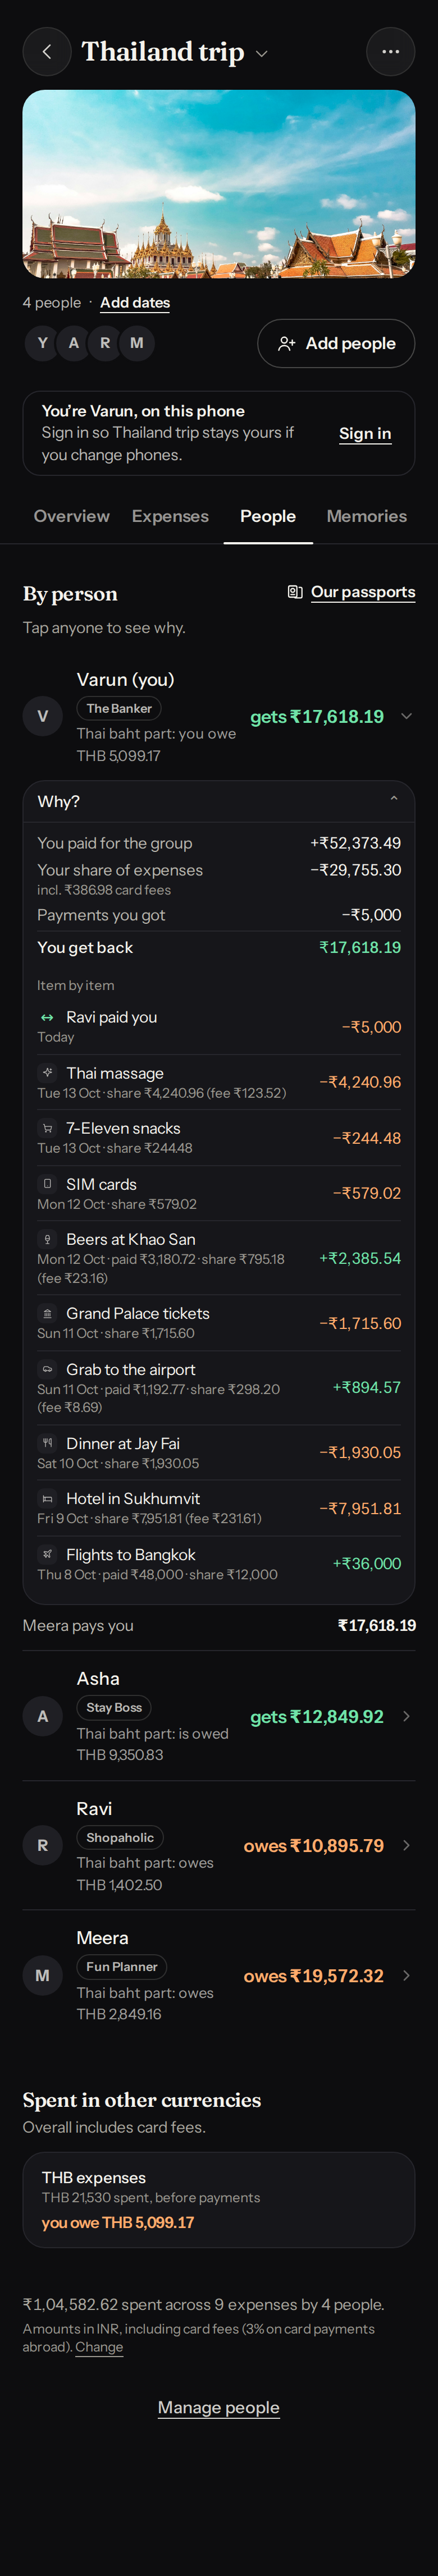 Thailand trip
4 people · Add dates
Y A R M
Add people
You're Varun, on this phone
Sign in so Thailand trip stays yours if
you change phones.
Sign in
Overview Expenses People Memories
By person
Our passports
Tap anyone to see why.
V
Varun (you)
The Banker
Thai baht part: you owe
THB 5,099.17
gets ₹17,618.19
Why?
You paid for the group +₹52,373.49
Your share of expenses −₹29,755.30
incl. ₹386.98 card fees
Payments you got −₹5,000
You get back ₹17,618.19
Item by item
Ravi paid you −₹5,000
Today
Thai massage −₹4,240.96
Tue 13 Oct · share ₹4,240.96 (fee ₹123.52)
7-Eleven snacks −₹244.48
Tue 13 Oct · share ₹244.48
SIM cards −₹579.02
Mon 12 Oct · share ₹579.02
Beers at Khao San +₹2,385.54
Mon 12 Oct · paid ₹3,180.72 · share ₹795.18
(fee ₹23.16)
Grand Palace tickets −₹1,715.60
Sun 11 Oct · share ₹1,715.60
Grab to the airport +₹894.57
Sun 11 Oct · paid ₹1,192.77 · share ₹298.20
(fee ₹8.69)
Dinner at Jay Fai −₹1,930.05
Sat 10 Oct · share ₹1,930.05
Hotel in Sukhumvit −₹7,951.81
Fri 9 Oct · share ₹7,951.81 (fee ₹231.61)
Flights to Bangkok +₹36,000
Thu 8 Oct · paid ₹48,000 · share ₹12,000
Meera pays you ₹17,618.19
A
Asha
Stay Boss
Thai baht part: is owed
THB 9,350.83
gets ₹12,849.92
R
Ravi
Shopaholic
Thai baht part: owes
THB 1,402.50
owes ₹10,895.79
M
Meera
Fun Planner
Thai baht part: owes
THB 2,849.16
owes ₹19,572.32
Spent in other currencies
Overall includes card fees.
THB expenses
THB 21,530 spent, before payments
you owe THB 5,099.17
₹1,04,582.62 spent across 9 expenses by 4 people.
Amounts in INR, including card fees (3% on card payments
abroad). Change
Manage people